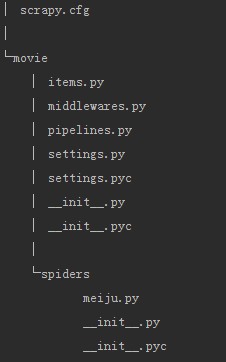 │ scrapy.cfg
│
└─movie
│ items.py
│ middlewares.py
│ pipelines.py
│ settings.py
│ settings.pyc
│ __init__.py
│ __init__.pyc
│
└─spiders
meiju.py
__init__.py
__init__.pyc